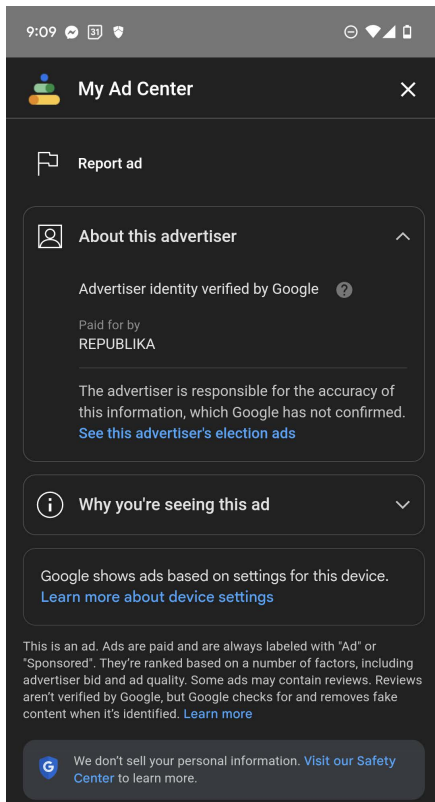 9:09
31
My Ad Center
Report ad
About this advertiser
Advertiser identity verified by Google ?
Paid for by
REPUBLIKA
The advertiser is responsible for the accuracy of
this information, which Google has not confirmed.
See this advertiser's election ads
Why you're seeing this ad
Google shows ads based on settings for this device.
Learn more about device settings
This is an ad. Ads are paid and are always labeled with "Ad" or
"Sponsored". They're ranked based on a number of factors, including
advertiser bid and ad quality. Some ads may contain reviews. Reviews
aren't verified by Google, but Google checks for and removes fake
content when it's identified. Learn more
G
We don't sell your personal information. Visit our Safety
Center to learn more.